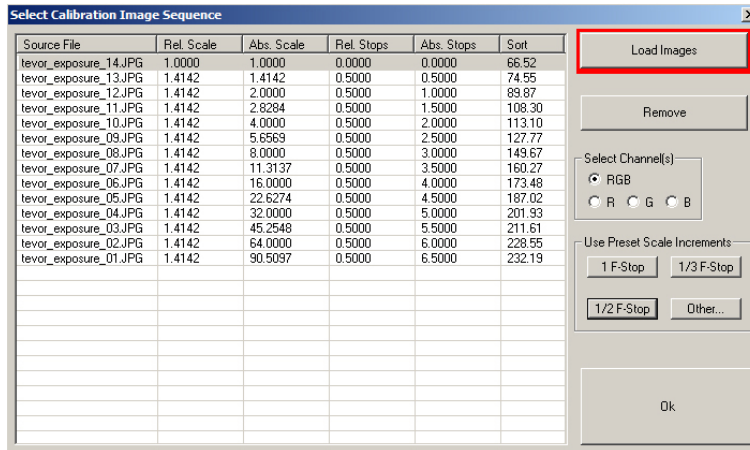 Select Calibration Image Sequence
Source File Rel. Scale Abs. Scale Rel. Stops Abs. Stops Sort
tevor_exposure_14.JPG 1.0000 1.0000 0.0000 0.0000 66.52
tevor_exposure_13.JPG 1.4142 1.4142 0.5000 0.5000 74.55
tevor_exposure_12.JPG 1.4142 2.0000 0.5000 1.0000 89.87
tevor_exposure_11.JPG 1.4142 2.8284 0.5000 1.5000 108.30
tevor_exposure_10.JPG 1.4142 4.0000 0.5000 2.0000 113.10
tevor_exposure_09.JPG 1.4142 5.6569 0.5000 2.5000 127.77
tevor_exposure_08.JPG 1.4142 8.0000 0.5000 3.0000 149.67
tevor_exposure_07.JPG 1.4142 11.3137 0.5000 3.5000 160.27
tevor_exposure_06.JPG 1.4142 16.0000 0.5000 4.0000 173.48
tevor_exposure_05.JPG 1.4142 22.6274 0.5000 4.5000 187.02
tevor_exposure_04.JPG 1.4142 32.0000 0.5000 5.0000 201.93
tevor_exposure_03.JPG 1.4142 45.2548 0.5000 5.5000 211.61
tevor_exposure_02.JPG 1.4142 64.0000 0.5000 6.0000 228.55
tevor_exposure_01.JPG 1.4142 90.5097 0.5000 6.5000 232.19
Load Images
Remove
Select Channel(s)
RGB
R G B
Use Preset Scale Increments
1 F-Stop 1/3 F-Stop
1/2 F-Stop Other...
Ok